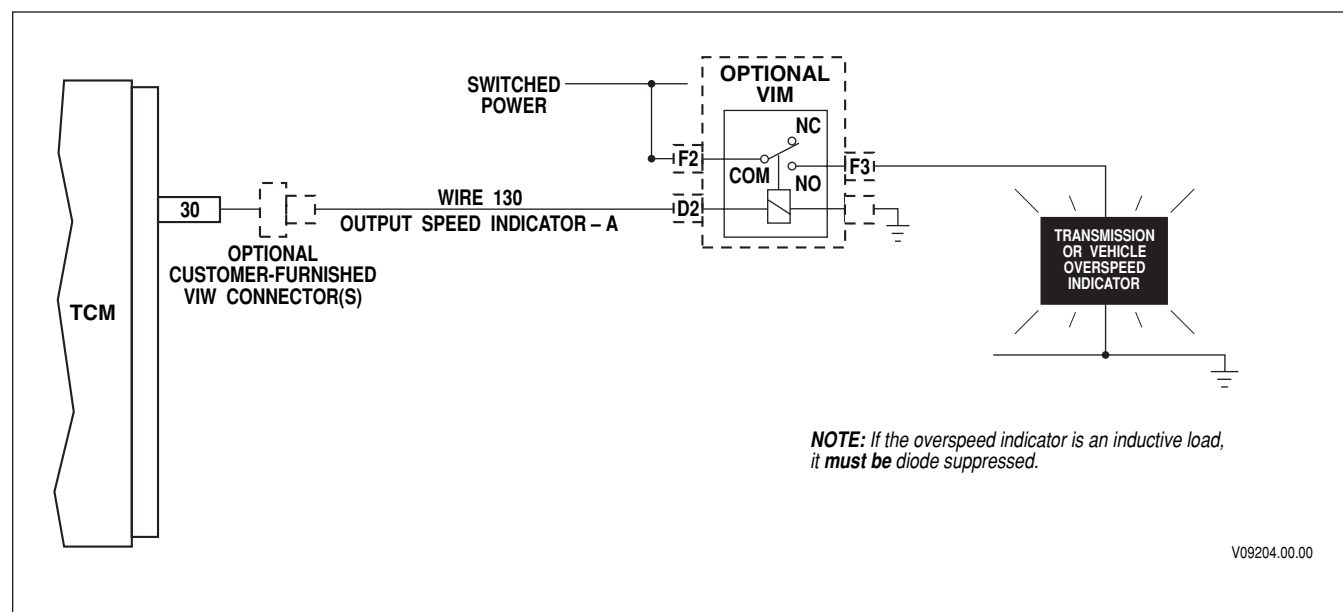 SWITCHED
POWER
OPTIONAL
VIM
NC
F2
COM
NO
F3
30
WIRE 130
OUTPUT SPEED INDICATOR – A
D2
OPTIONAL
CUSTOMER-FURNISHED
VIW CONNECTOR(S)
TCM
TRANSMISSION
OR VEHICLE
OVERSPEED
INDICATOR
NOTE: If the overspeed indicator is an inductive load,
it must be diode suppressed.
V09204.00.00